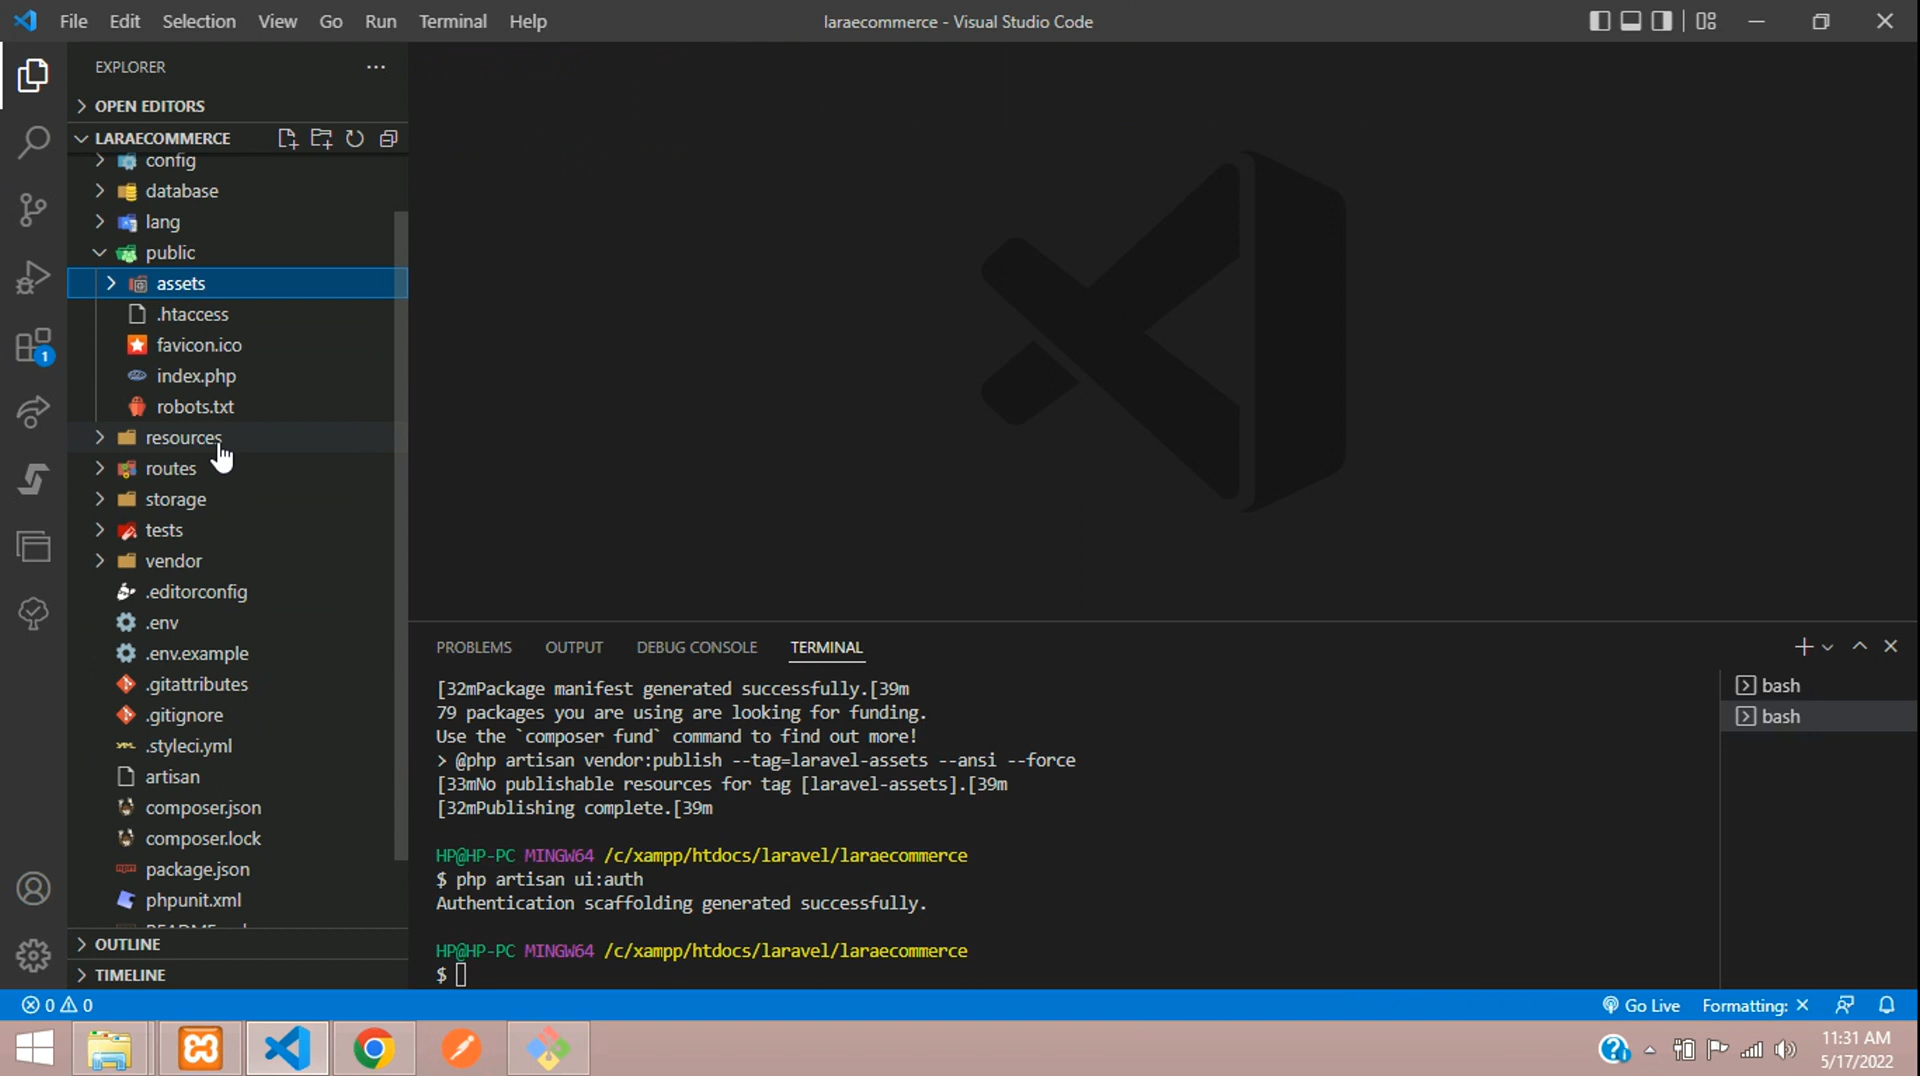 File Edit Selection View Go Run Terminal Help
laraecommerce - Visual Studio Code
EXPLORER
OPEN EDITORS
LARAECOMMERCE
config
database
lang
public
assets
.htaccess
favicon.ico
index.php
robots.txt
resources
routes
storage
tests
vendor
.editorconfig
.env
.env.example
.gitattributes
.gitignore
.styleci.yml
artisan
composer.json
composer.lock
package.json
phpunit.xml
OUTLINE
TIMELINE
1
PROBLEMS OUTPUT DEBUG CONSOLE TERMINAL
[32mPackage manifest generated successfully.[39m
79 packages you are using are looking for funding.
Use the `composer fund` command to find out more!
> @php artisan vendor:publish --tag=laravel-assets --ansi --force
[33mNo publishable resources for tag [laravel-assets].[39m
[32mPublishing complete.[39m
HP@HP-PC MINGW64 /c/xampp/htdocs/laravel/laraecommerce
$ php artisan ui:auth
Authentication scaffolding generated successfully.
HP@HP-PC MINGW64 /c/xampp/htdocs/laravel/laraecommerce
$
bash
bash
0 0
Go Live Formatting: ×
11:31 AM
5/17/2022